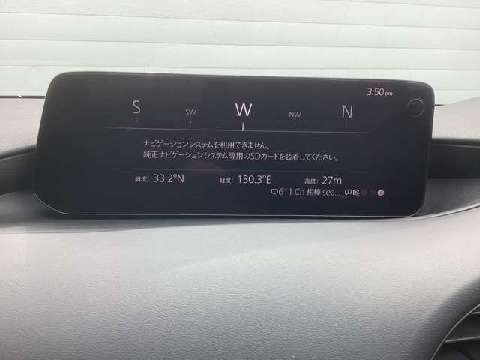 3:50pm
S SW W NW N
ナビゲーションシステムを利用できません。
純正ナビゲーションシステム専用のSDカードを装着してください。
緯度: 33.2°N 経度: 130.3°E 高度: 27m